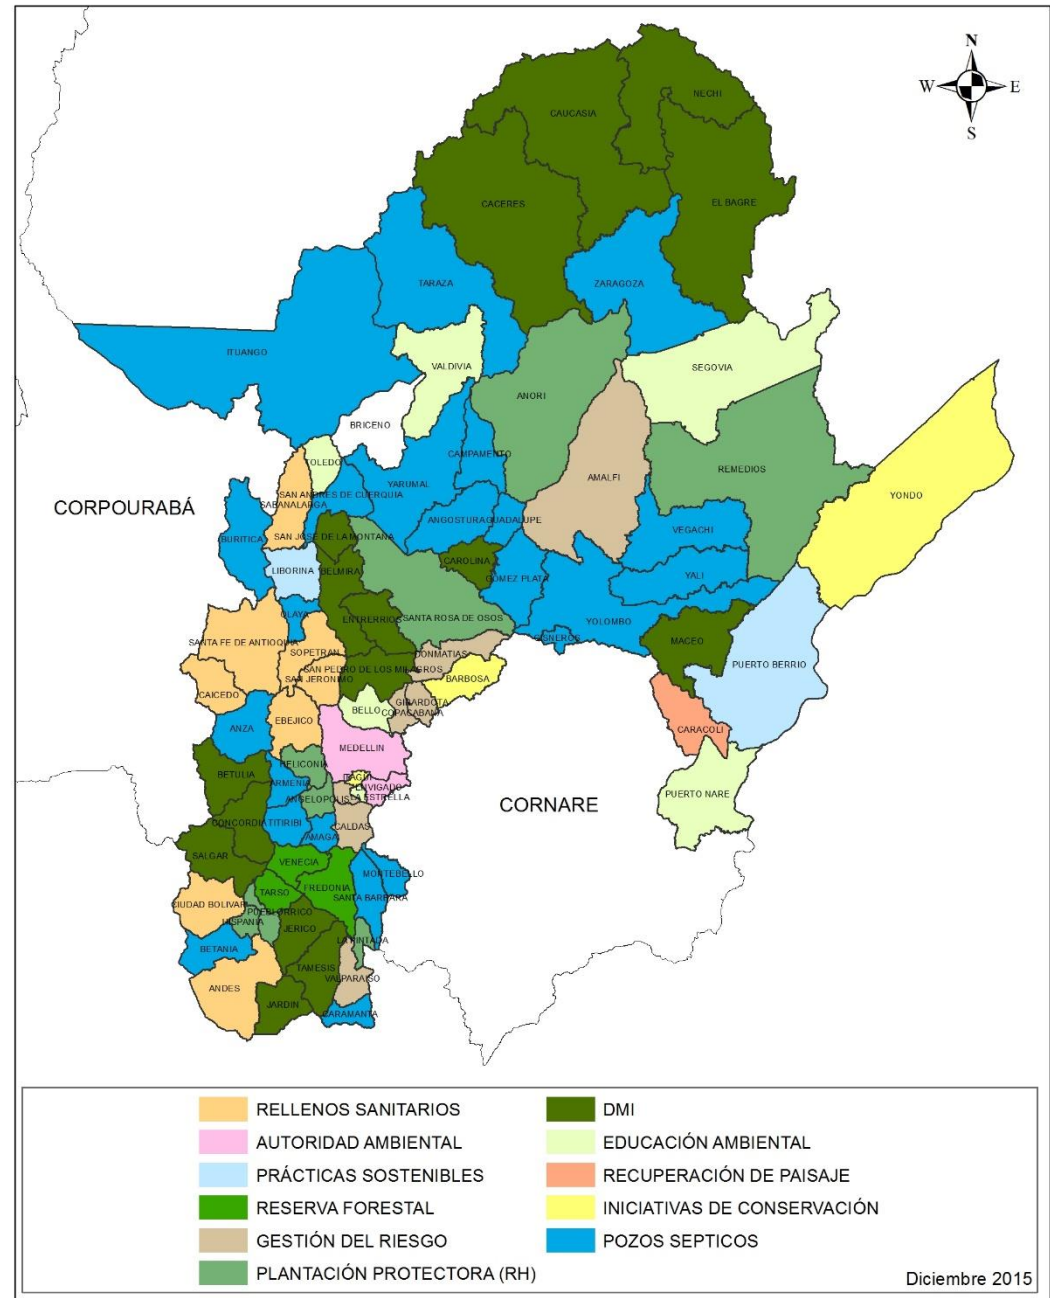 N
W E
S
NECHI
CAUCASIA
CACERES
EL BAGRE
TARAZA
ZARAGOZA
ITUANGO
VALDIVIA
SEGOVIA
ANORI
BRICENO
CAMPAMENTO
TOLEDO
REMEDIOS
AMALFI
YARUMAL
YONDO
SAN ANDRES DE CUERQUIA
SABANALARGA
CORPOURABÁ
ANGOSTURA
GUADALUPE
VEGACHI
BURITICA
SAN JOSE DE LA MONTAÑA
CAROLINA
LIBORINA
BELMIRA
GOMEZ PLATA
YALI
OLAYA
ENTRERRIOS
SANTA ROSA DE OSOS
YOLOMBO
CISNEROS
SANTA FE DE ANTIOQUIA
SOPETRAN
MACEO
DONMATIAS
PUERTO BERRIO
SAN PEDRO DE LOS MILAGROS
SAN JERONIMO
BARBOSA
CAICEDO
GIRARDOTA
BELLO
COPACABANA
ANZA
EBEJICO
CARACOLI
MEDELLIN
HELICONIA
BETULIA
ITAGUI
ARMENIA
ENVIGADO
ANGELOPOLIS
LA ESTRELLA
PUERTO NARE
CORNARE
CONCORDIA
TITIRIBI
CALDAS
AMAGA
SALGAR
VENECIA
MONTEBELLO
TARSO
FREDONIA
SANTA BARBARA
CIUDAD BOLIVAR
PUEBLORRICO
HISPANIA
JERICO
LA PINTADA
BETANIA
TAMESIS
VALPARAISO
ANDES
JARDIN
CARAMANTA
RELLENOS SANITARIOS
AUTORIDAD AMBIENTAL
PRÁCTICAS SOSTENIBLES
RESERVA FORESTAL
GESTIÓN DEL RIESGO
PLANTACIÓN PROTECTORA (RH)
DMI
EDUCACIÓN AMBIENTAL
RECUPERACIÓN DE PAISAJE
INICIATIVAS DE CONSERVACIÓN
POZOS SEPTICOS
Diciembre 2015